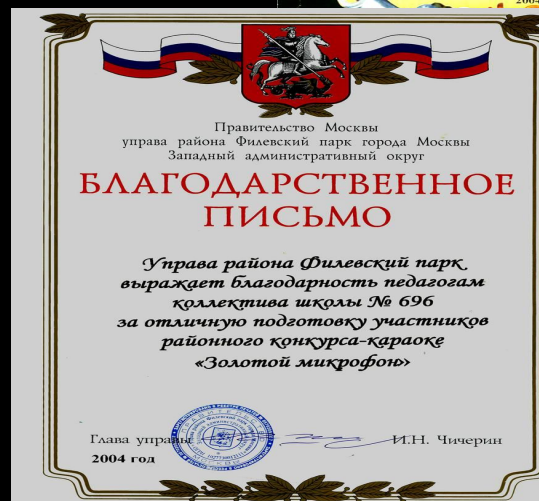 2004
Правительство Москвы
управа района Филевский парк города Москвы
Западный административный округ
БЛАГОДАРСТВЕННОЕ
ПИСЬМО
Управа района Филевский парк
выражает благодарность педагогам
коллектива школы № 696
за отличную подготовку участников
районного конкурса-караоке
«Золотой микрофон»
Глава управы И.Н. Чичерин
2004 год